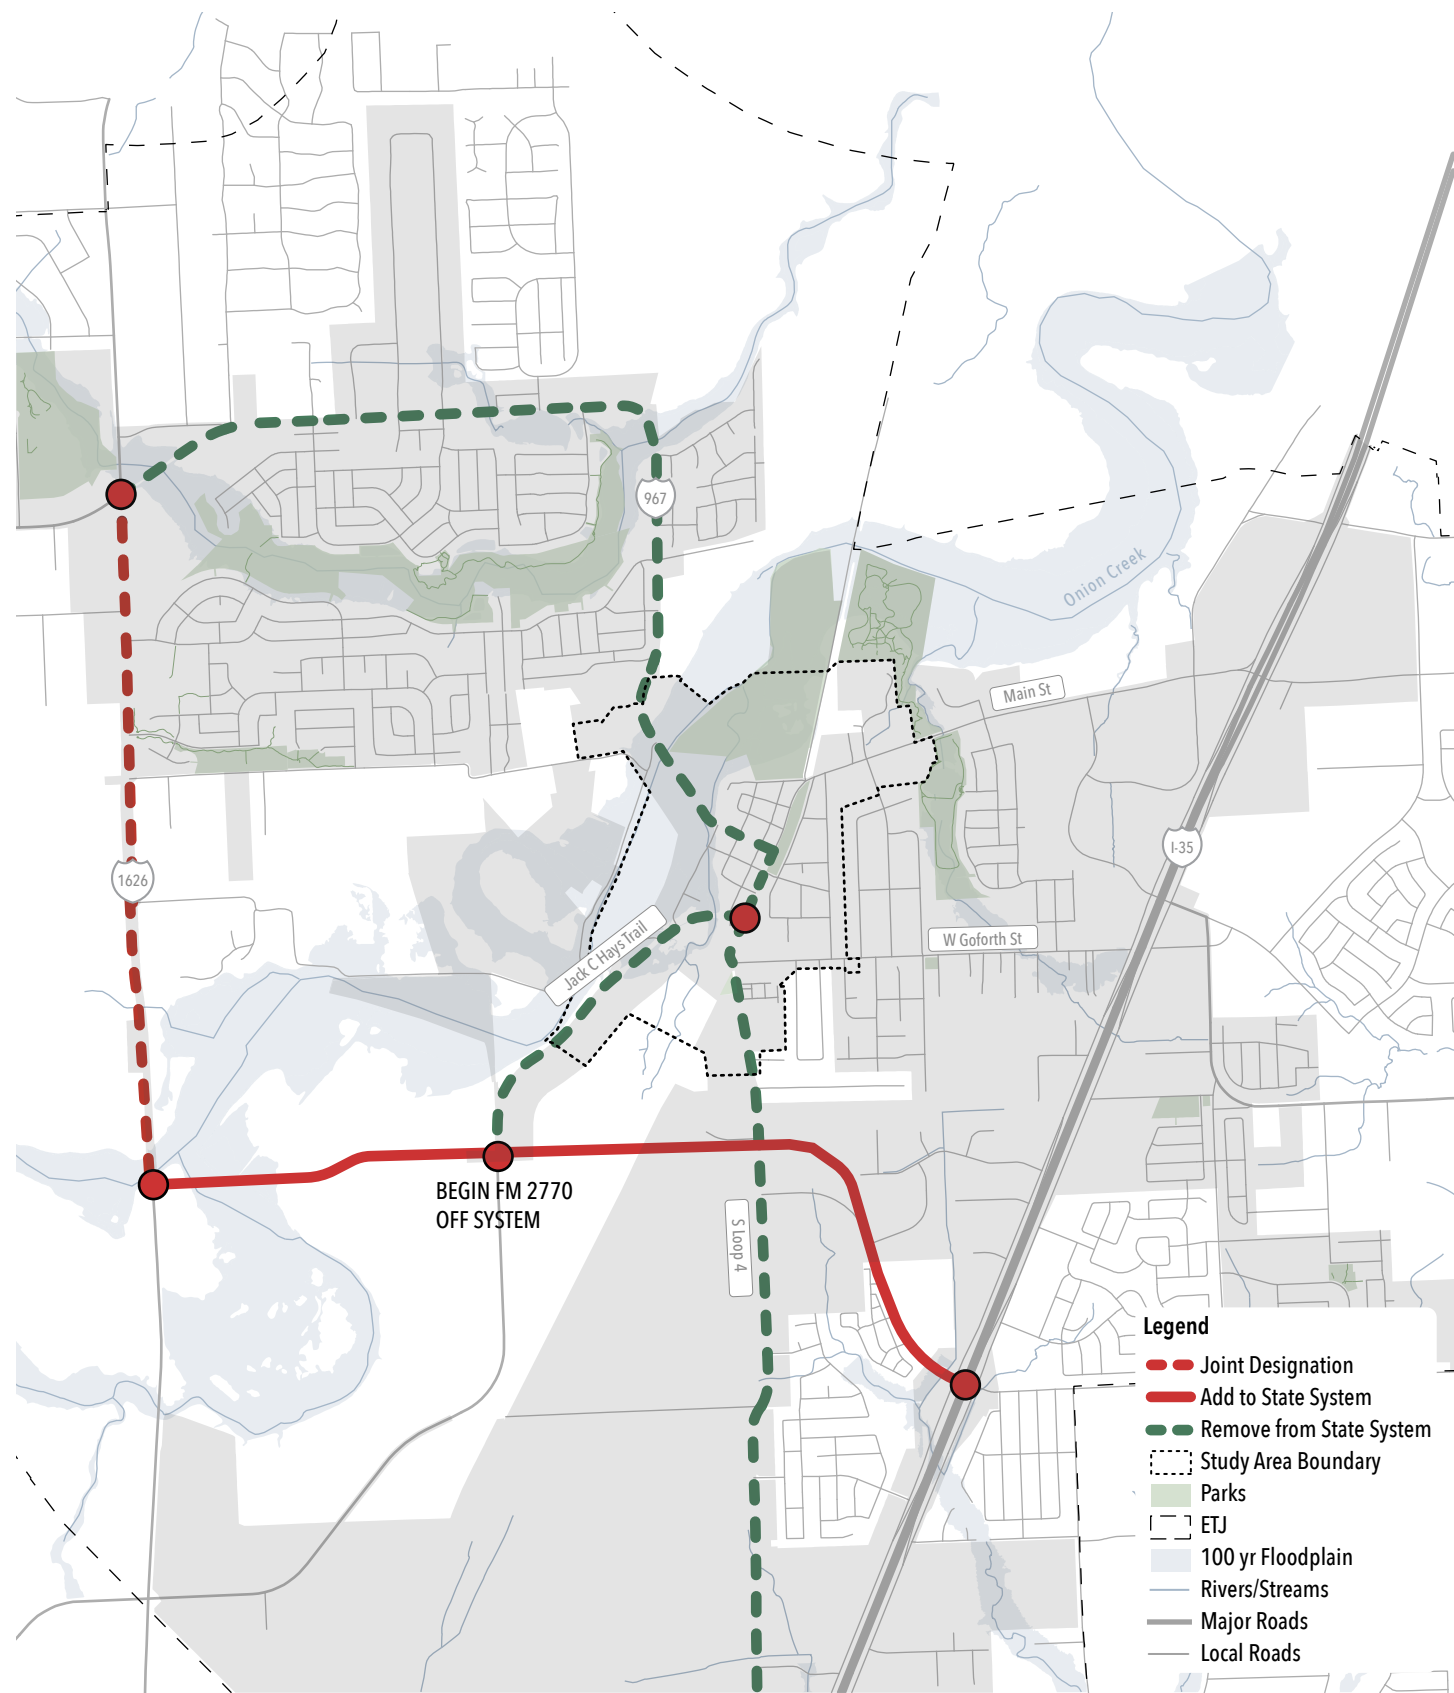 967
Onion Creek
Main St
I-35
1626
Jack C Hays Trail
W Goforth St
BEGIN FM 2770
OFF SYSTEM
S Loop 4
Legend
Joint Designation
Add to State System
Remove from State System
Study Area Boundary
Parks
ETJ
100 yr Floodplain
Rivers/Streams
Major Roads
Local Roads